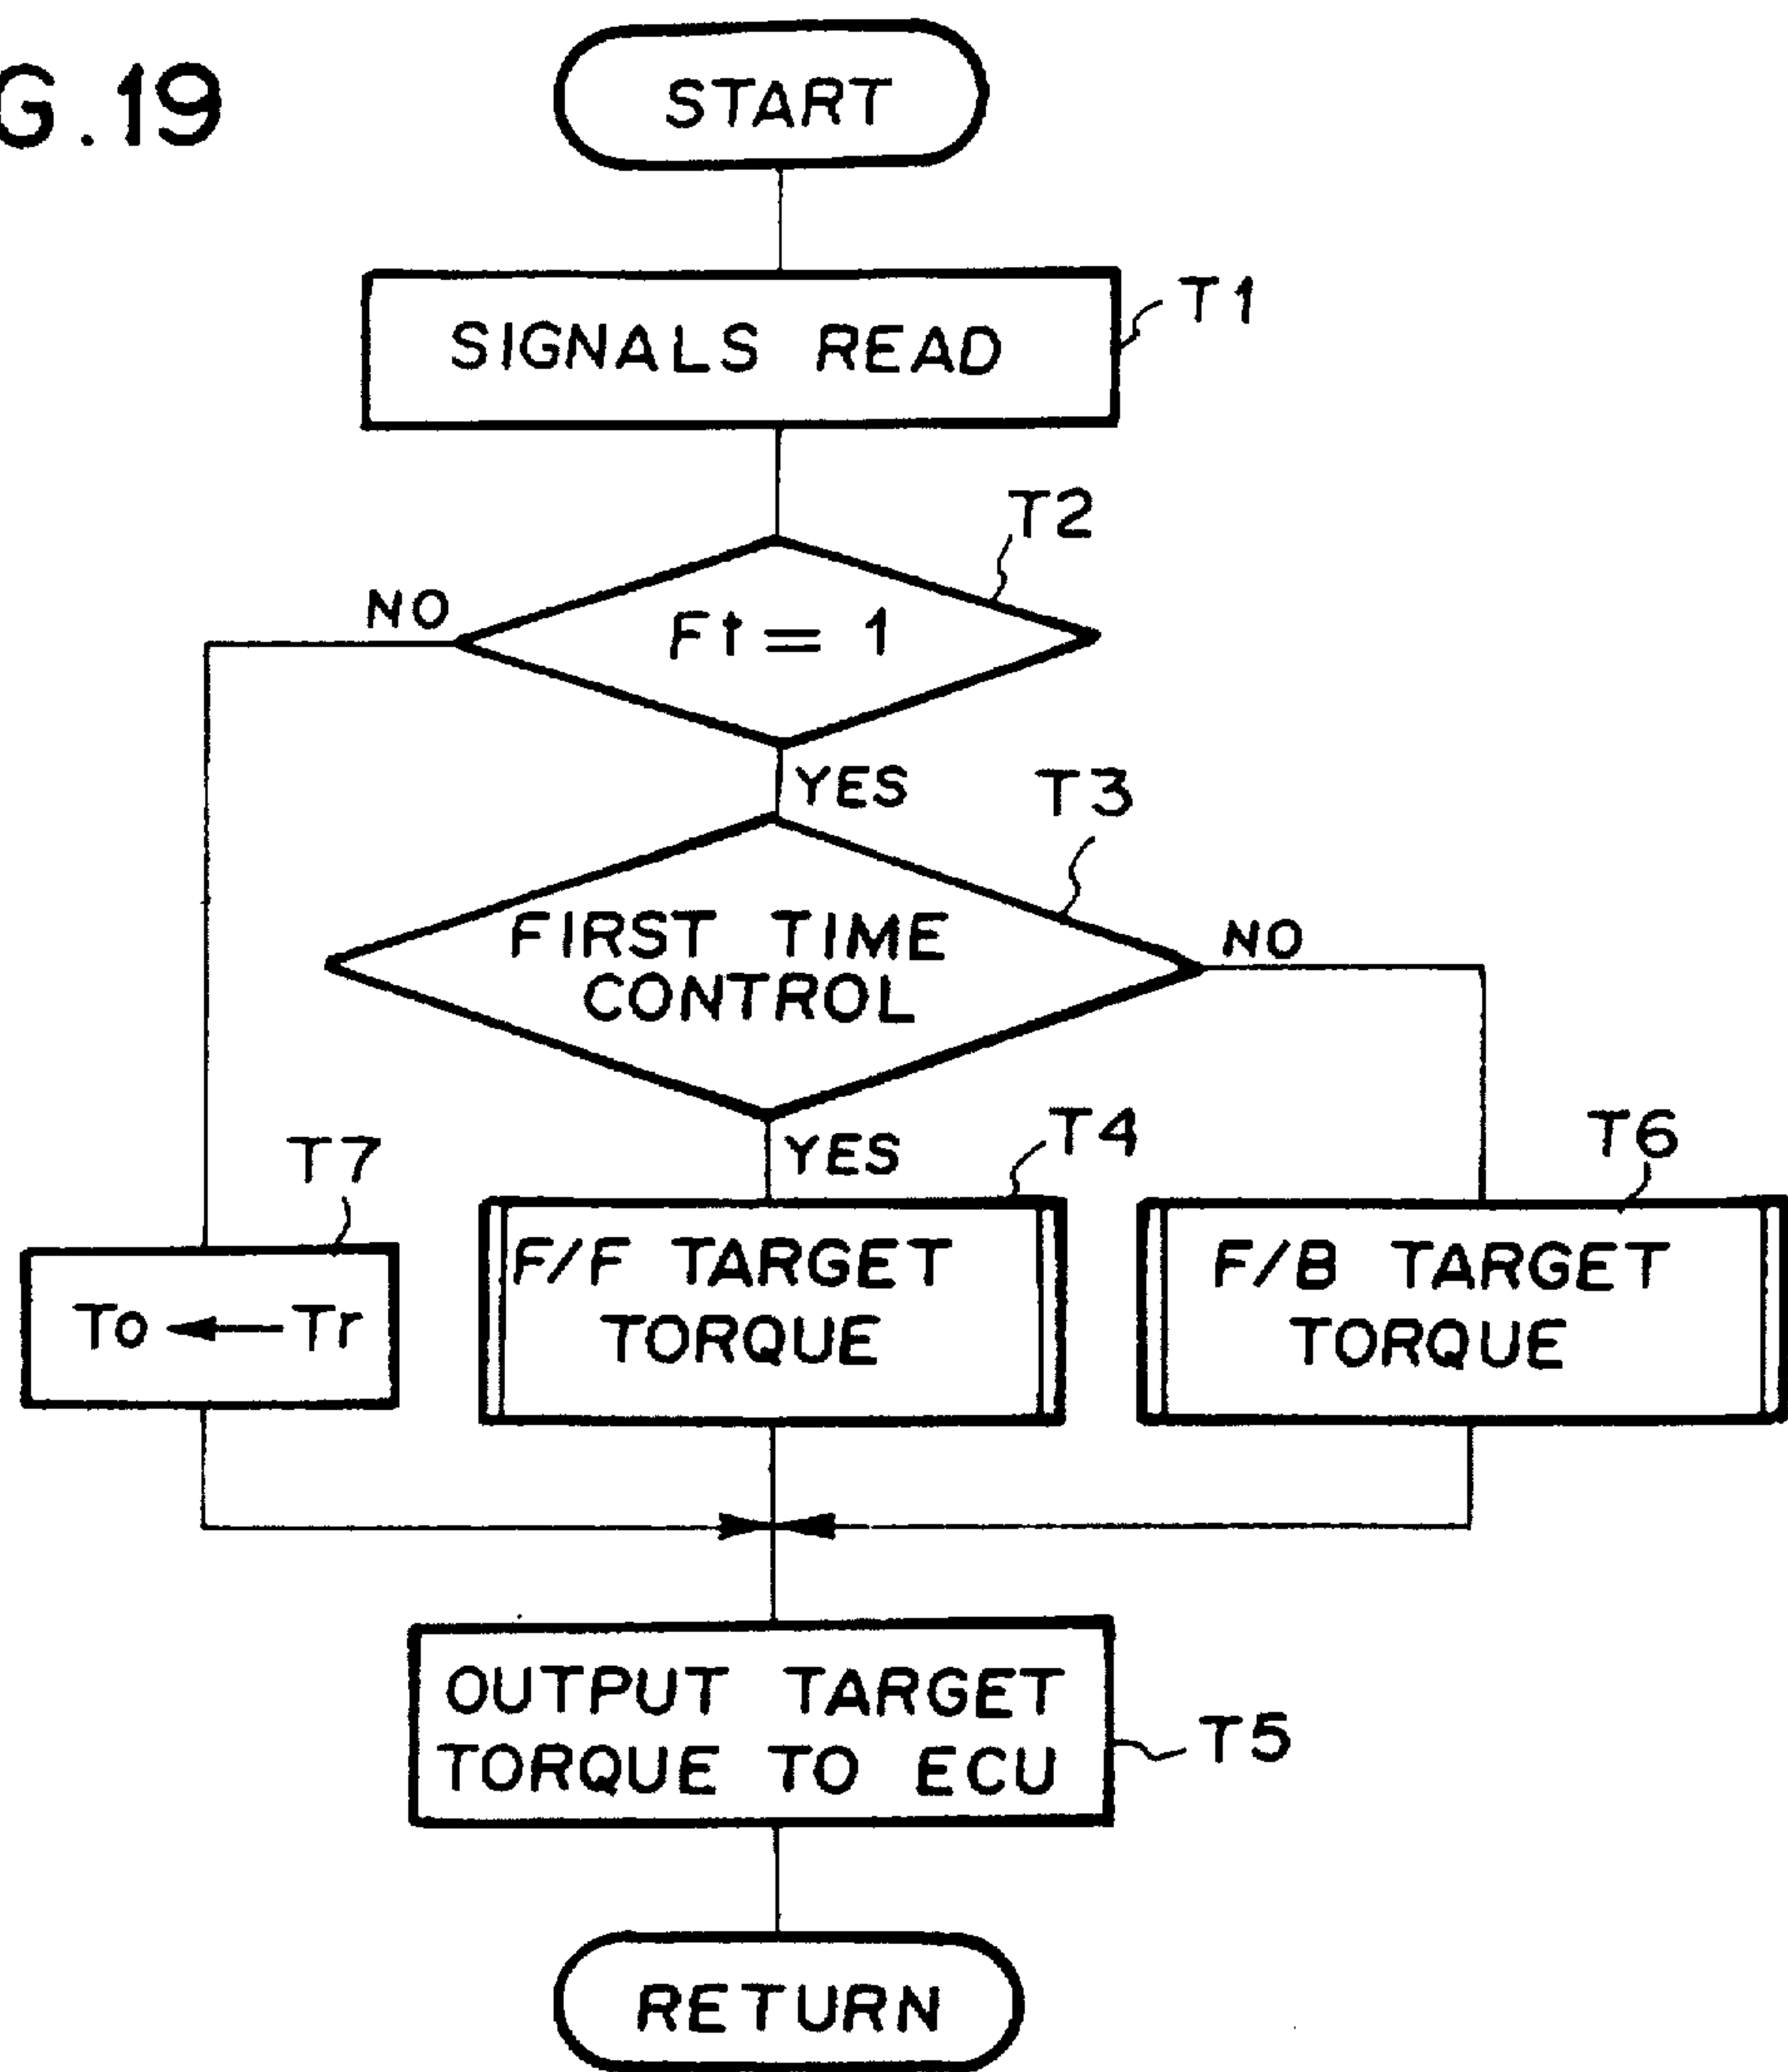 G.19
START
SIGNALS READ
T1
T2
NO
Ft = 1
YES
T3
FIRST TIME
CONTROL
NO
YES
T7
T4
T6
To ← Tr
F/F TARGET
TORQUE
F/B TARGET
TORQUE
OUTPUT TARGET
TORQUE TO ECU
T5
RETURN